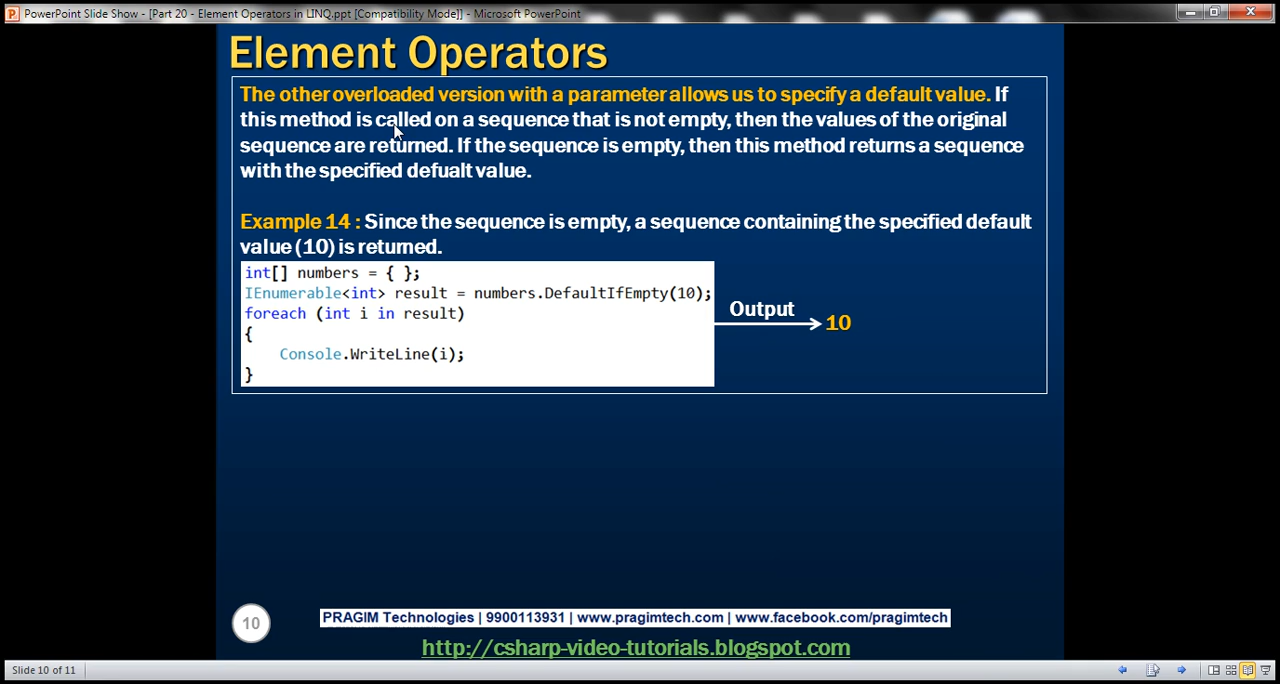 PowerPoint Slide Show - [Part 20 - Element Operators in LINQ.ppt [Compatibility Mode]] - Microsoft PowerPoint
Element Operators
The other overloaded version with a parameter allows us to specify a default value. If
this method is called on a sequence that is not empty, then the values of the original
sequence are returned. If the sequence is empty, then this method returns a sequence
with the specified defualt value.
Example 14 : Since the sequence is empty, a sequence containing the specified default
value (10) is returned.
int[] numbers = { };
IEnumerable<int> result = numbers.DefaultIfEmpty(10);
foreach (int i in result)
{
Console.WriteLine(i);
}
Output
10
10
PRAGIM Technologies | 9900113931 | www.pragimtech.com | www.facebook.com/pragimtech
http://csharp-video-tutorials.blogspot.com
Slide 10 of 11